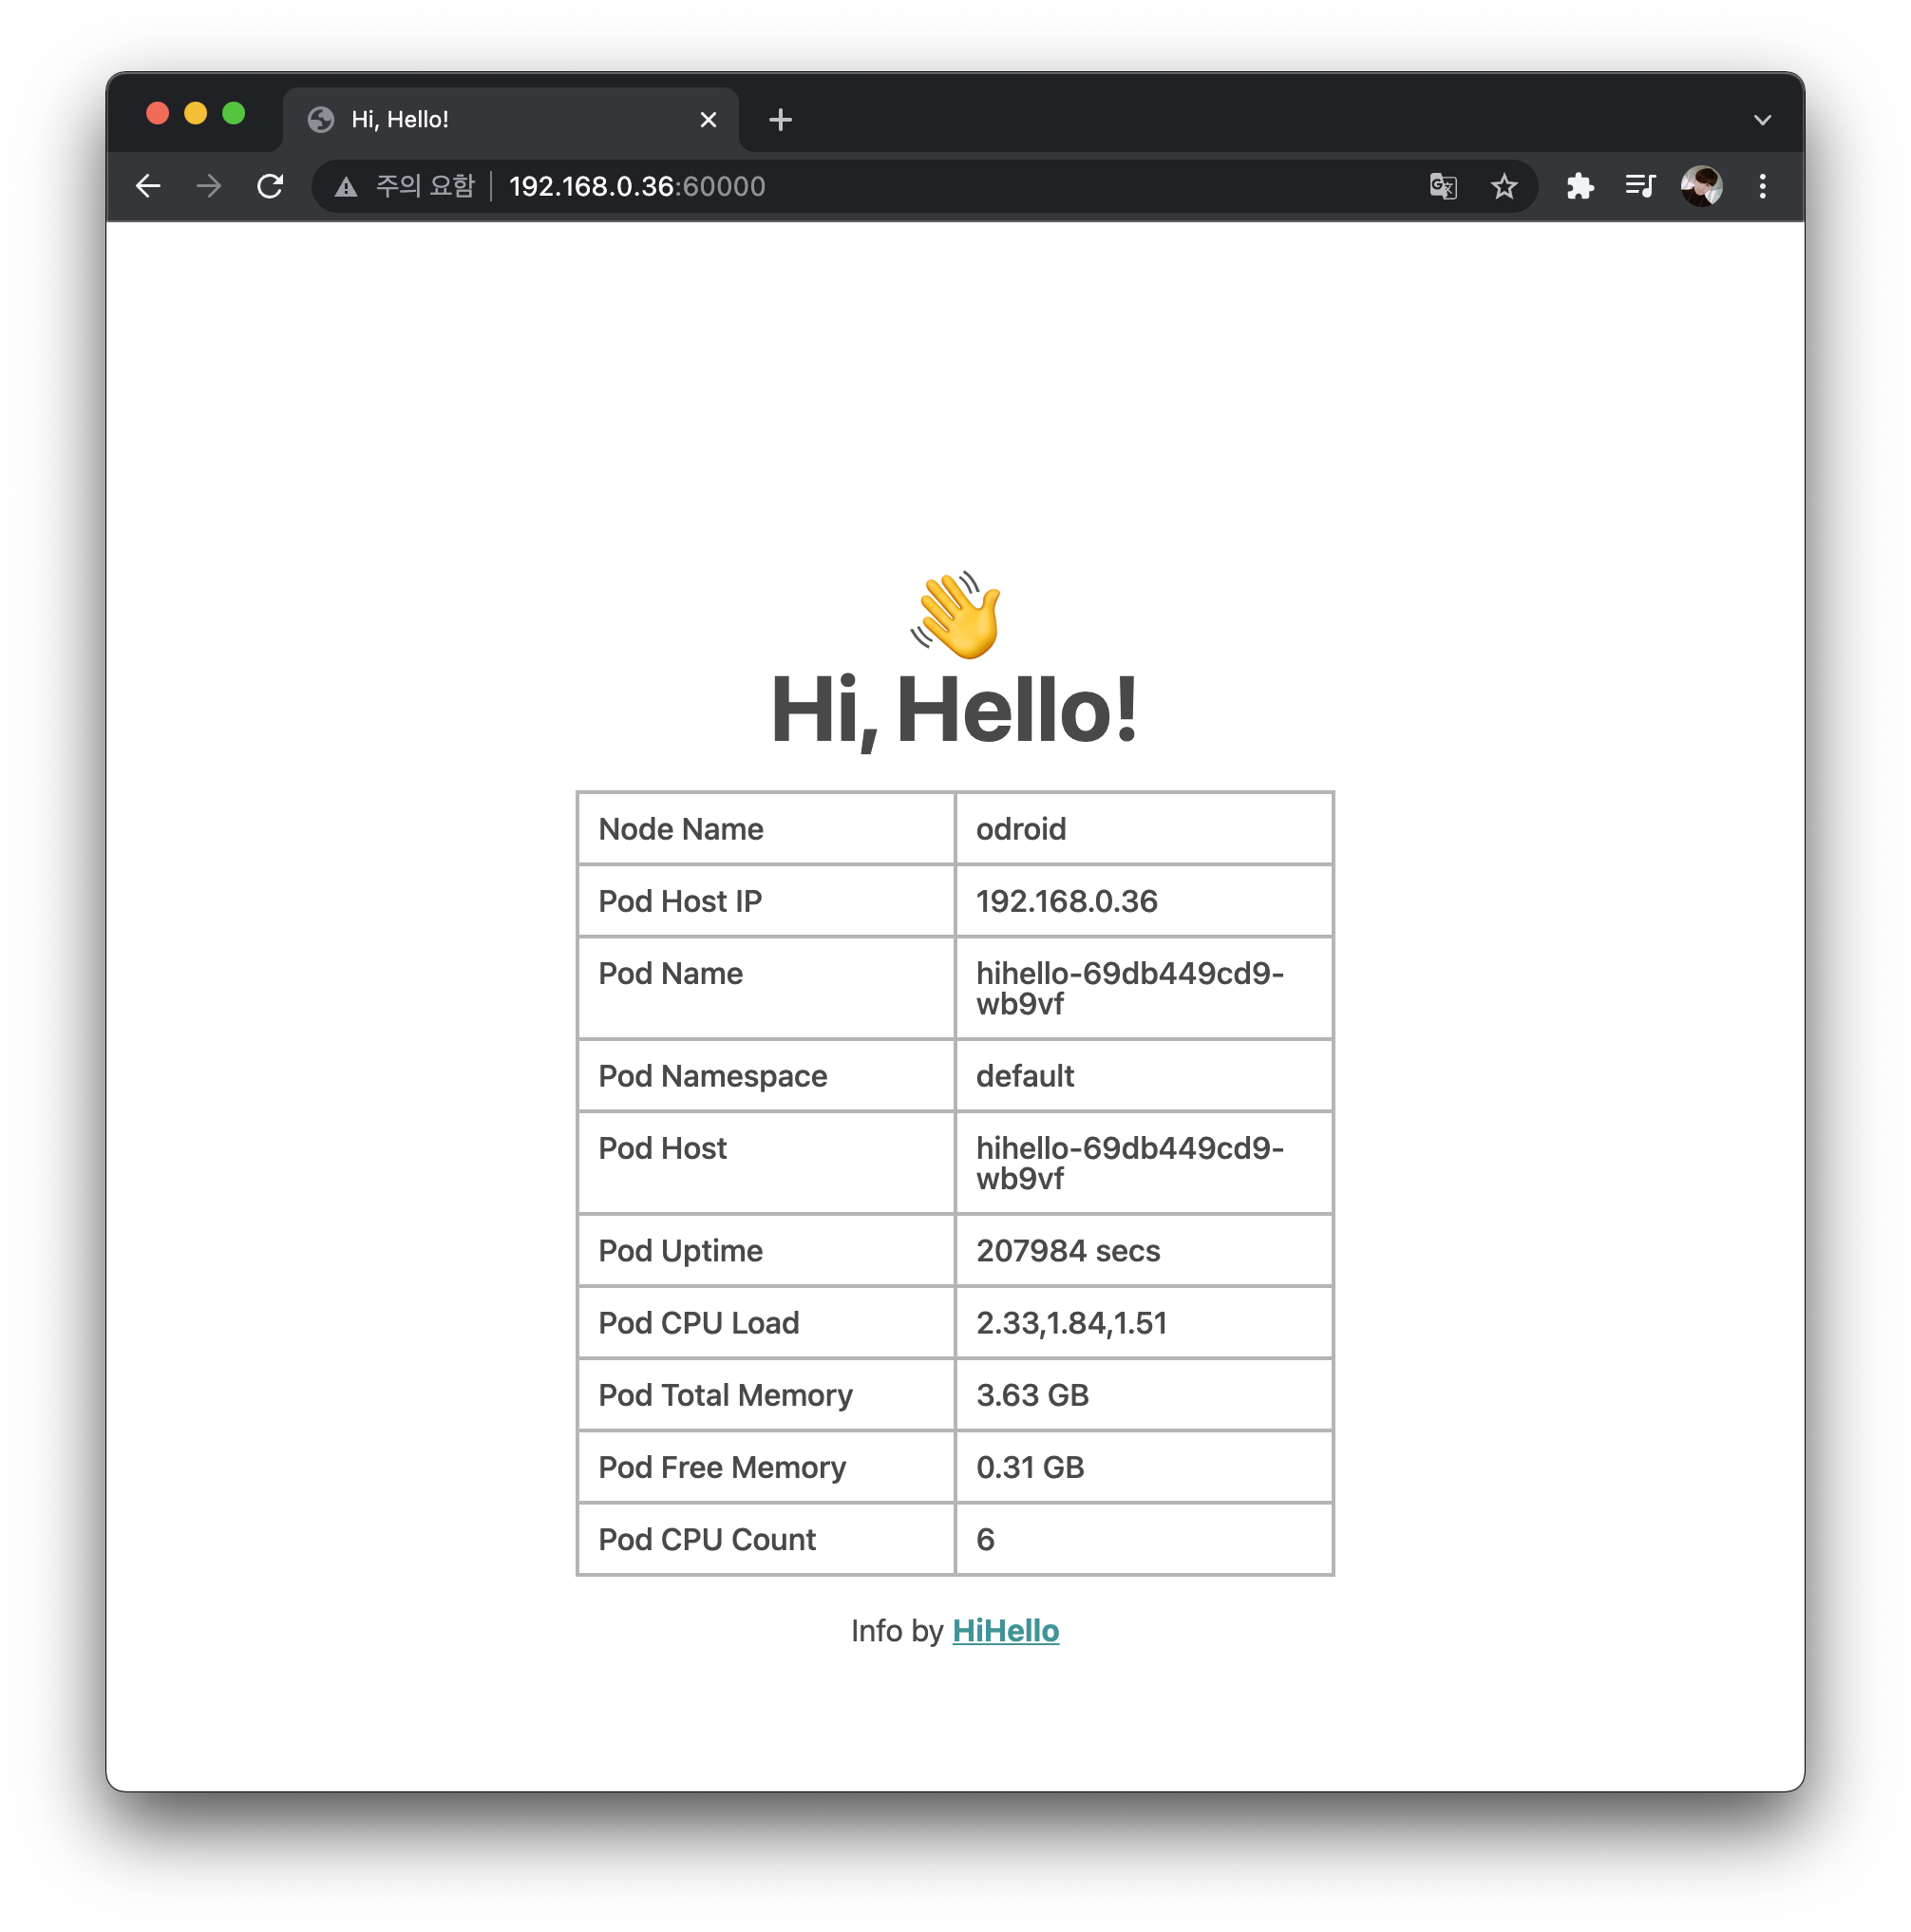 Hi, Hello!
주의 요함 192.168.0.36:60000
Hi, Hello!
Node Name odroid
Pod Host IP 192.168.0.36
Pod Name hihello-69db449cd9-
wb9vf
Pod Namespace default
Pod Host hihello-69db449cd9-
wb9vf
Pod Uptime 207984 secs
Pod CPU Load 2.33,1.84,1.51
Pod Total Memory 3.63 GB
Pod Free Memory 0.31 GB
Pod CPU Count 6
Info by HiHello